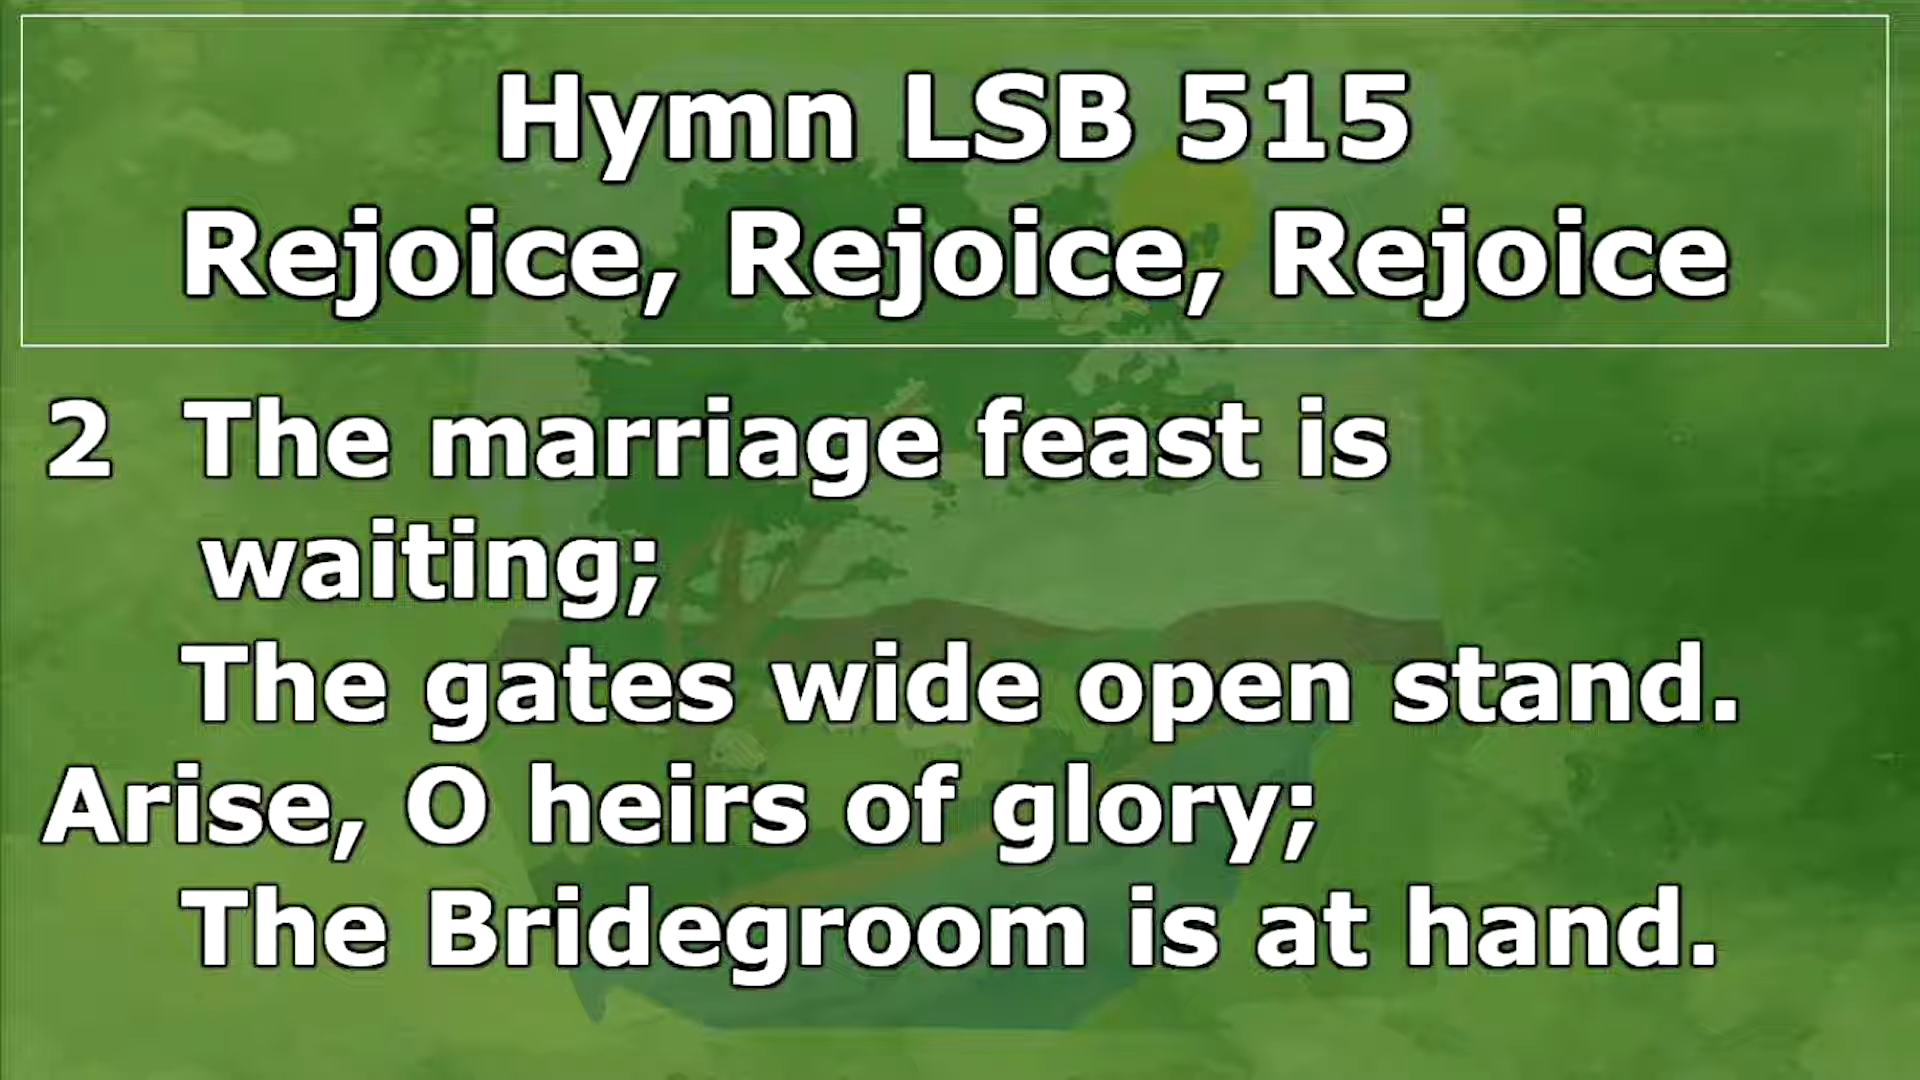 Hymn LSB 515
Rejoice, Rejoice, Rejoice
2 The marriage feast is
waiting;
The gates wide open stand.
Arise, O heirs of glory;
The Bridegroom is at hand.